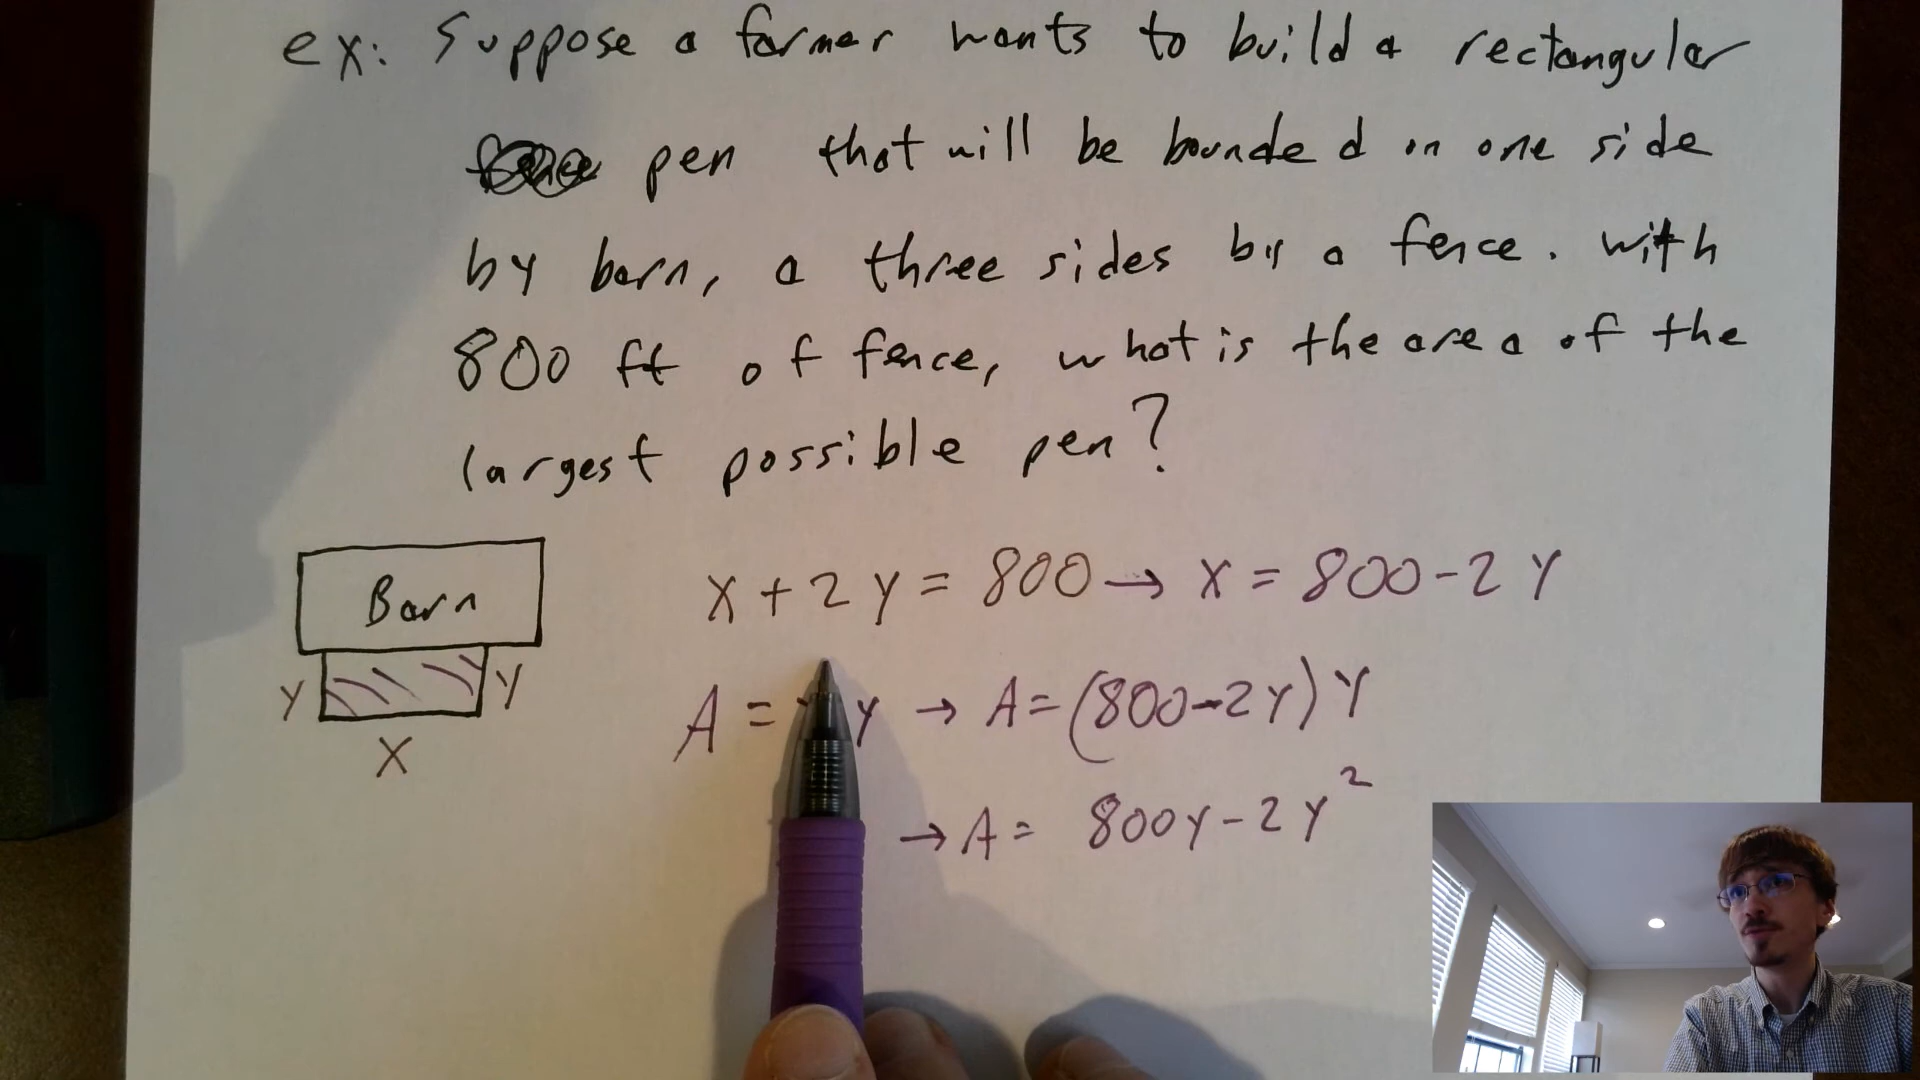 ex: Suppose a farmer wants to build a rectangular
pen that will be bounded on one side
by barn, a three sides by a fence. With
800 ft of fence, what is the area of the
largest possible pen?
Barn
Y Y
X
X + 2Y = 800 → X = 800 - 2Y
A = Y → A = (800-2Y)Y
→ A = 800Y - 2Y²